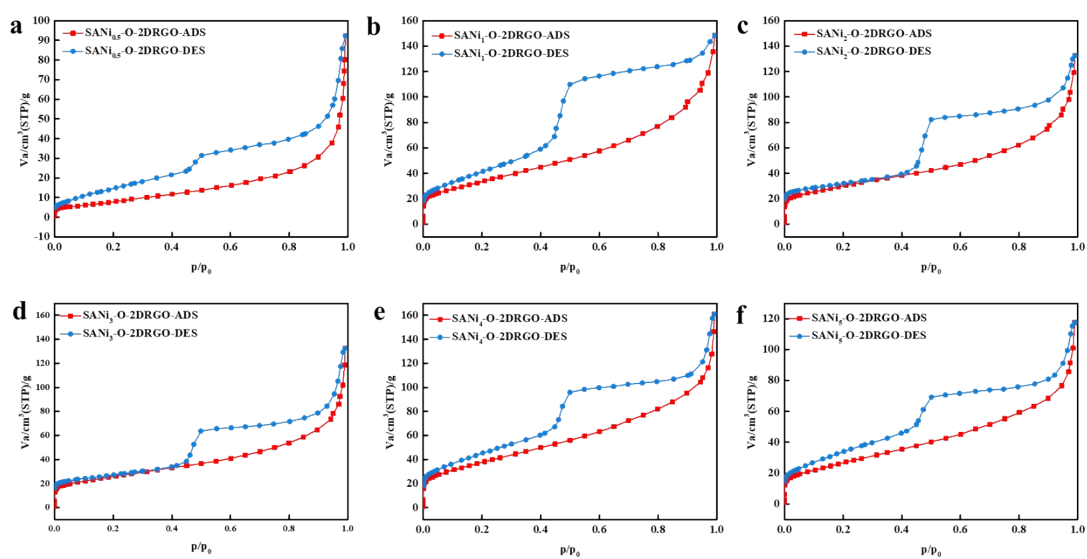 a
SANi0.5-O-2DRGO-ADS
SANi0.5-O-2DRGO-DES
Va/cm3(STP)/g
100
90
80
70
60
50
40
30
20
10
0
-10
0.0 0.2 0.4 0.6 0.8 1.0
p/p0
b
SANi1-O-2DRGO-ADS
SANi1-O-2DRGO-DES
Va/cm3(STP)/g
160
140
120
100
80
60
40
20
0
0.0 0.2 0.4 0.6 0.8 1.0
p/p0
c
SANi2-O-2DRGO-ADS
SANi2-O-2DRGO-DES
Va/cm3(STP)/g
160
140
120
100
80
60
40
20
0
0.0 0.2 0.4 0.6 0.8 1.0
p/p0
d
SANi3-O-2DRGO-ADS
SANi3-O-2DRGO-DES
Va/cm3(STP)/g
160
140
120
100
80
60
40
20
0
0.0 0.2 0.4 0.6 0.8 1.0
p/p0
e
SANi4-O-2DRGO-ADS
SANi4-O-2DRGO-DES
Va/cm3(STP)/g
160
140
120
100
80
60
40
20
0
0.0 0.2 0.4 0.6 0.8 1.0
p/p0
f
SANi5-O-2DRGO-ADS
SANi5-O-2DRGO-DES
Va/cm3(STP)/g
120
100
80
60
40
20
0
0.0 0.2 0.4 0.6 0.8 1.0
p/p0